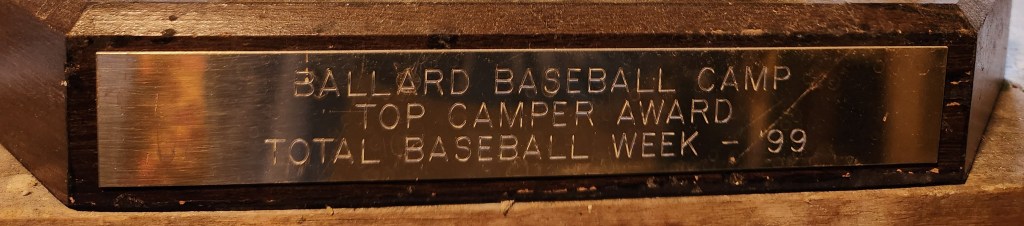 BALLARD BASEBALL CAMP
TOP CAMPER AWARD
TOTAL BASEBALL WEEK - '99